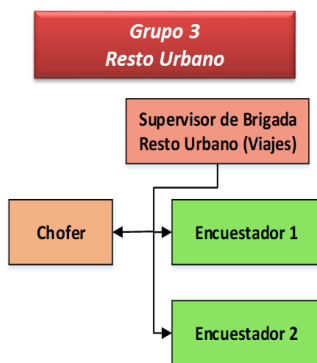 Grupo 3
Resto Urbano
Supervisor de Brigada
Resto Urbano (Viajes)
Chofer
Encuestador 1
Encuestador 2